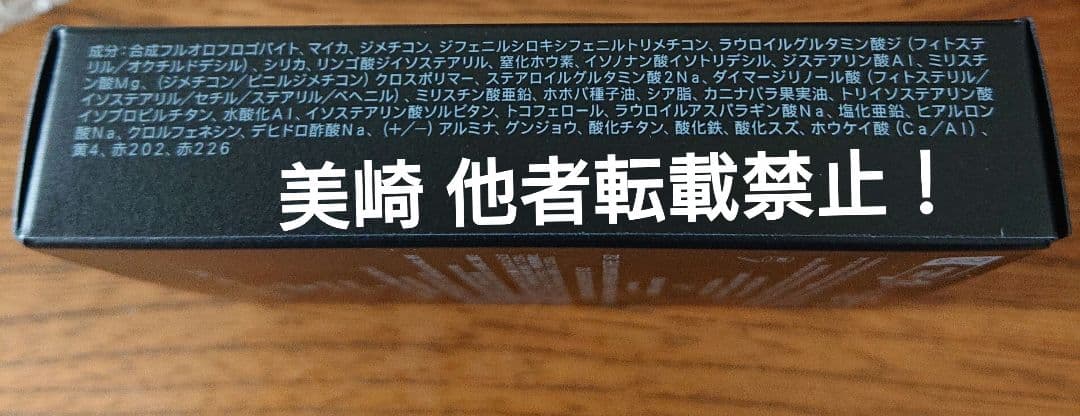 成分：合成フルオロフロゴパイト、マイカ、ジメチコン、ジフェニルシロキシフェニルトリメチコン、ラウロイルグルタミン酸ジ（フィトステ
リル／オクチルドデシル）、シリカ、リンゴ酸ジイソステアリル、窒化ホウ素、イソノナン酸イソトリデシル、ジステアリン酸Ａｌ、ミリスチ
ン酸Ｍｇ、（ジメチコン／ビニルジメチコン）クロスポリマー、ステアロイルグルタミン酸２Ｎａ、ダイマージリノール酸（フィトステリル／
イソステアリル／セチル／ステアリル／ベヘニル）、ミリスチン酸亜鉛、ホホバ種子油、シア脂、カニナバラ果実油、トリイソステアリン酸
イソプロピルチタン、水酸化Ａｌ、イソステアリン酸ソルビタン、トコフェロール、ラウロイルアスパラギン酸Ｎａ、塩化亜鉛、ヒアルロン
酸Ｎａ、クロルフェネシン、デヒドロ酢酸Ｎａ、（＋／－）アルミナ、グンジョウ、酸化チタン、酸化鉄、酸化スズ、ホウケイ酸（Ｃａ／Ａｌ）、
黄４、赤２０２、赤２２６
美崎 他者転載禁止！